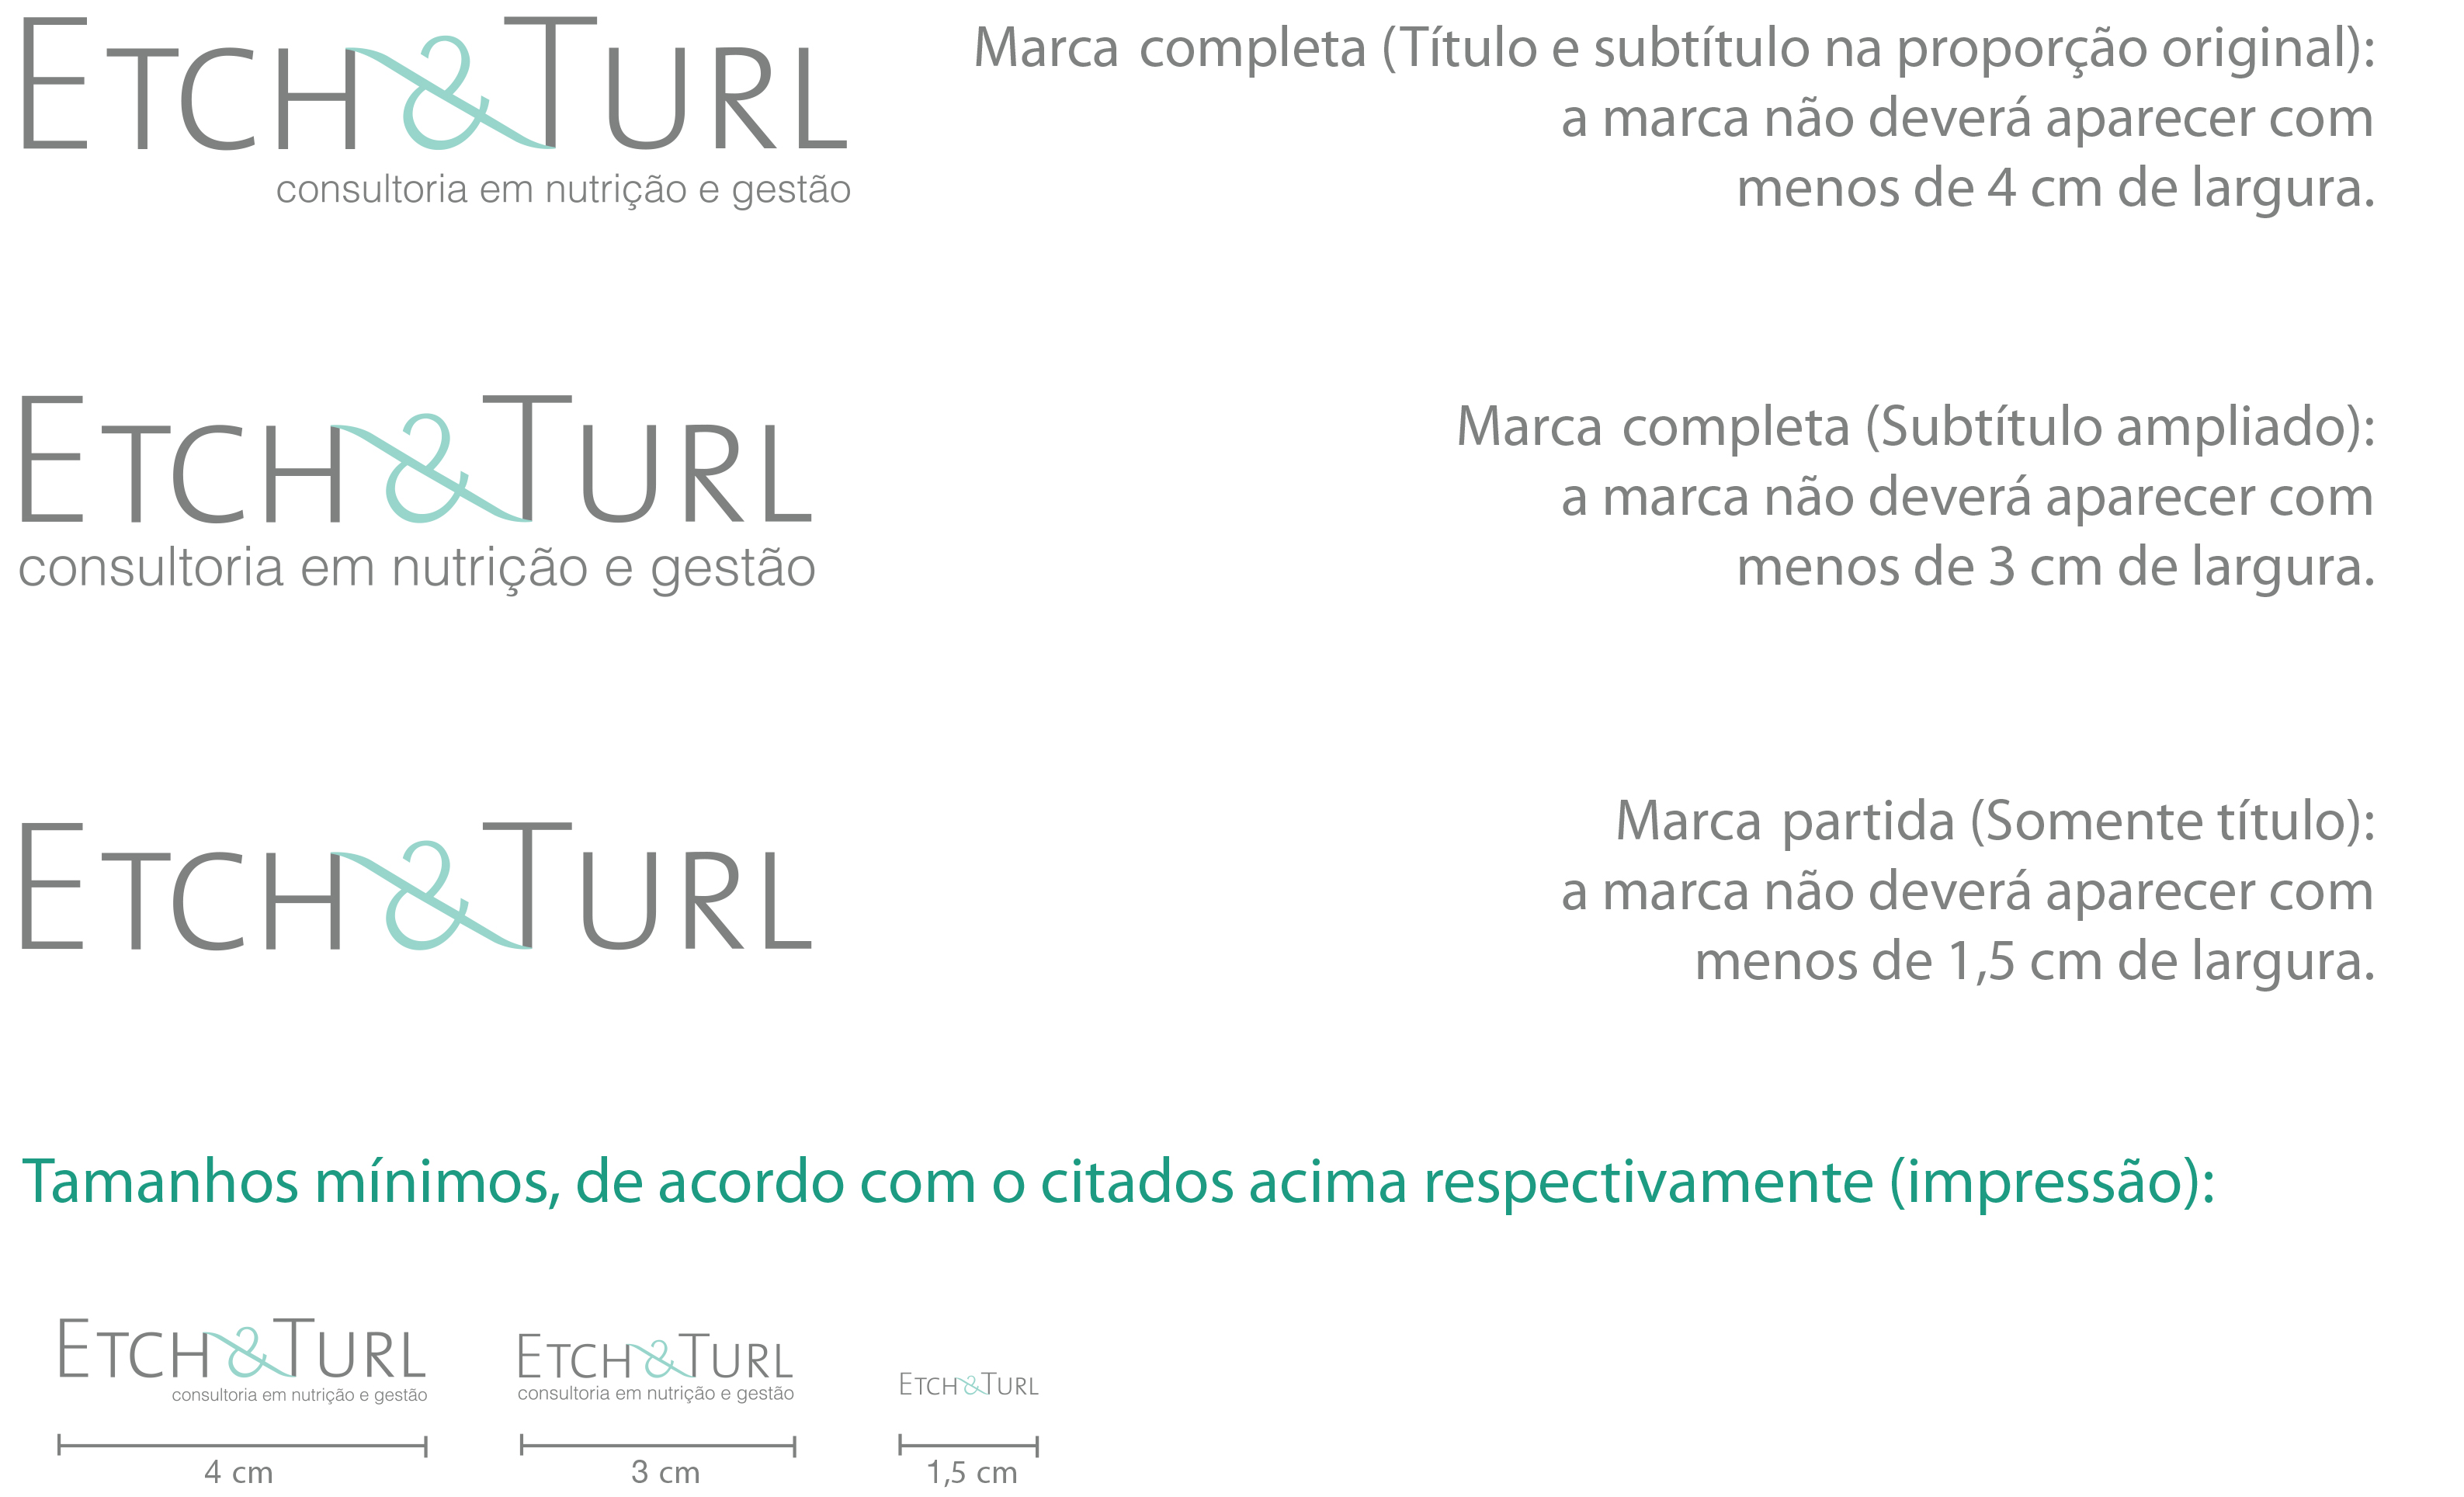 ETCH&TURL
consultoria em nutrição e gestão
Marca completa (Título e subtítulo na proporção original):
a marca não deverá aparecer com
menos de 4 cm de largura.
ETCH&TURL
consultoria em nutrição e gestão
Marca completa (Subtítulo ampliado):
a marca não deverá aparecer com
menos de 3 cm de largura.
ETCH&TURL
Marca partida (Somente título):
a marca não deverá aparecer com
menos de 1,5 cm de largura.
Tamanhos mínimos, de acordo com o citados acima respectivamente (impressão):
ETCH&TURL
consultoria em nutrição e gestão
4 cm
ETCH&TURL
consultoria em nutrição e gestão
3 cm
ETCH&TURL
1,5 cm